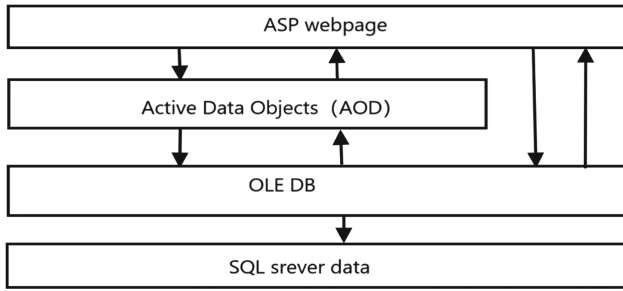 ASP webpage
Active Data Objects（AOD）
OLE DB
SQL srever data